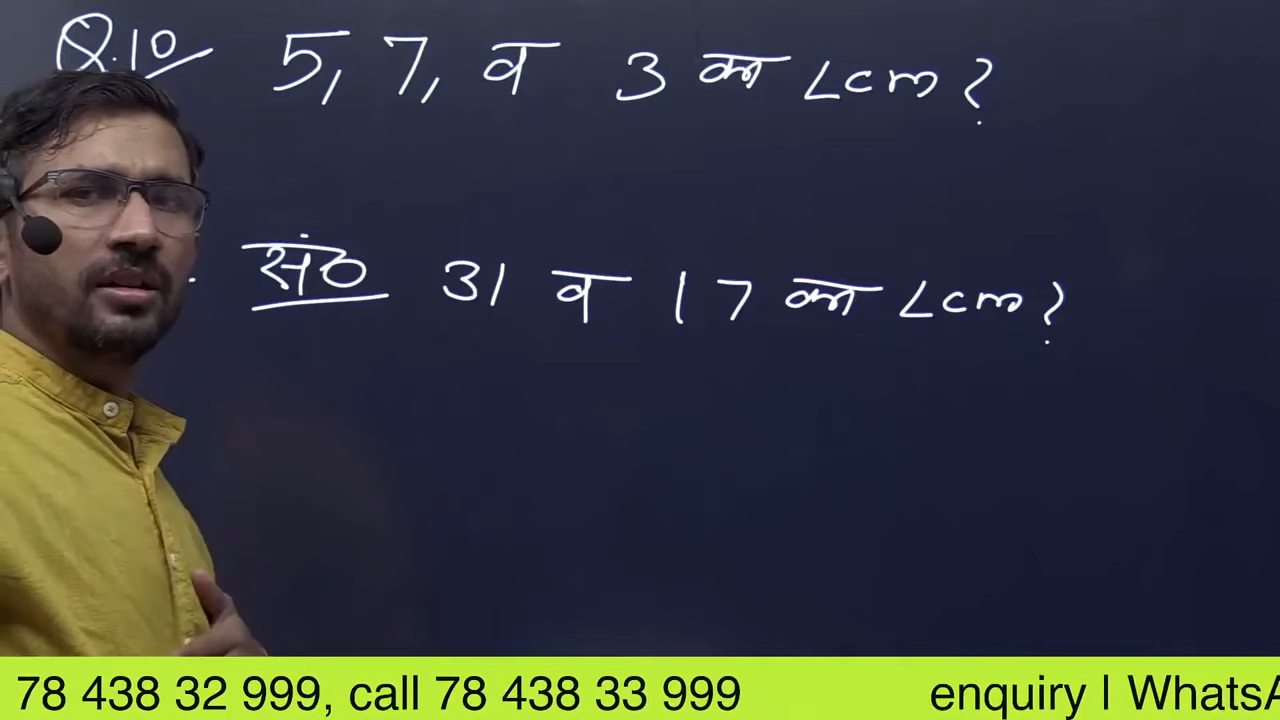 Q.10 5, 7, व 3 का Lcm?
सं० 31 व 17 का Lcm?
78 438 32 999, call 78 438 33 999 enquiry I WhatsA